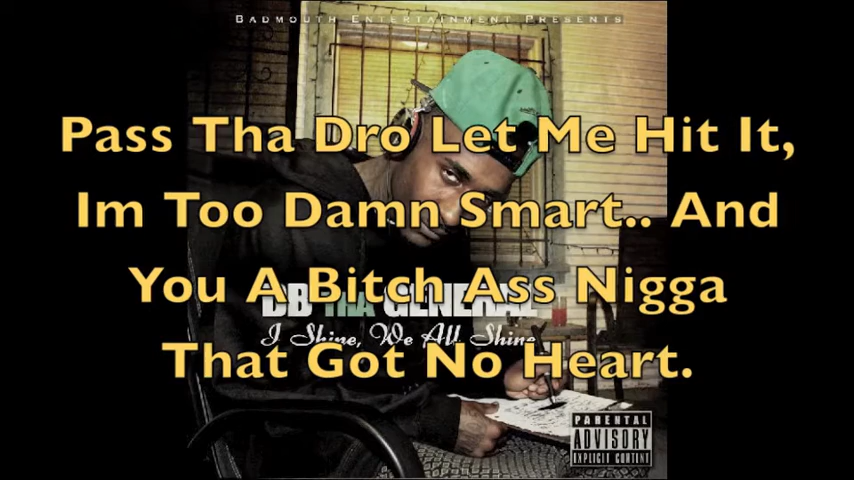 BADMOUTH ENTERTAINMENT PRESENTS
Pass Tha Dro Let Me Hit It,
Im Too Damn Smart.. And
You A Bitch Ass Nigga
DB THA GENERAL
I Shine, We All Shine
That Got No Heart.
PARENTAL
ADVISORY
EXPLICIT CONTENT